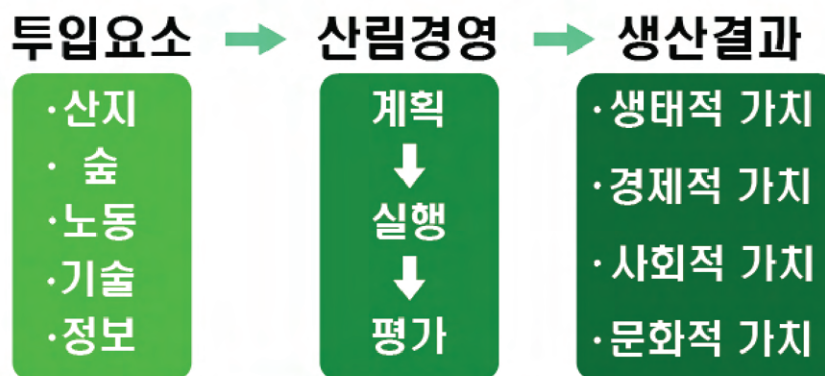 투입요소 → 산림경영 → 생산결과
·산지
· 숲
·노동
·기술
·정보
계획
↓
실행
↓
평가
·생태적 가치
·경제적 가치
·사회적 가치
·문화적 가치